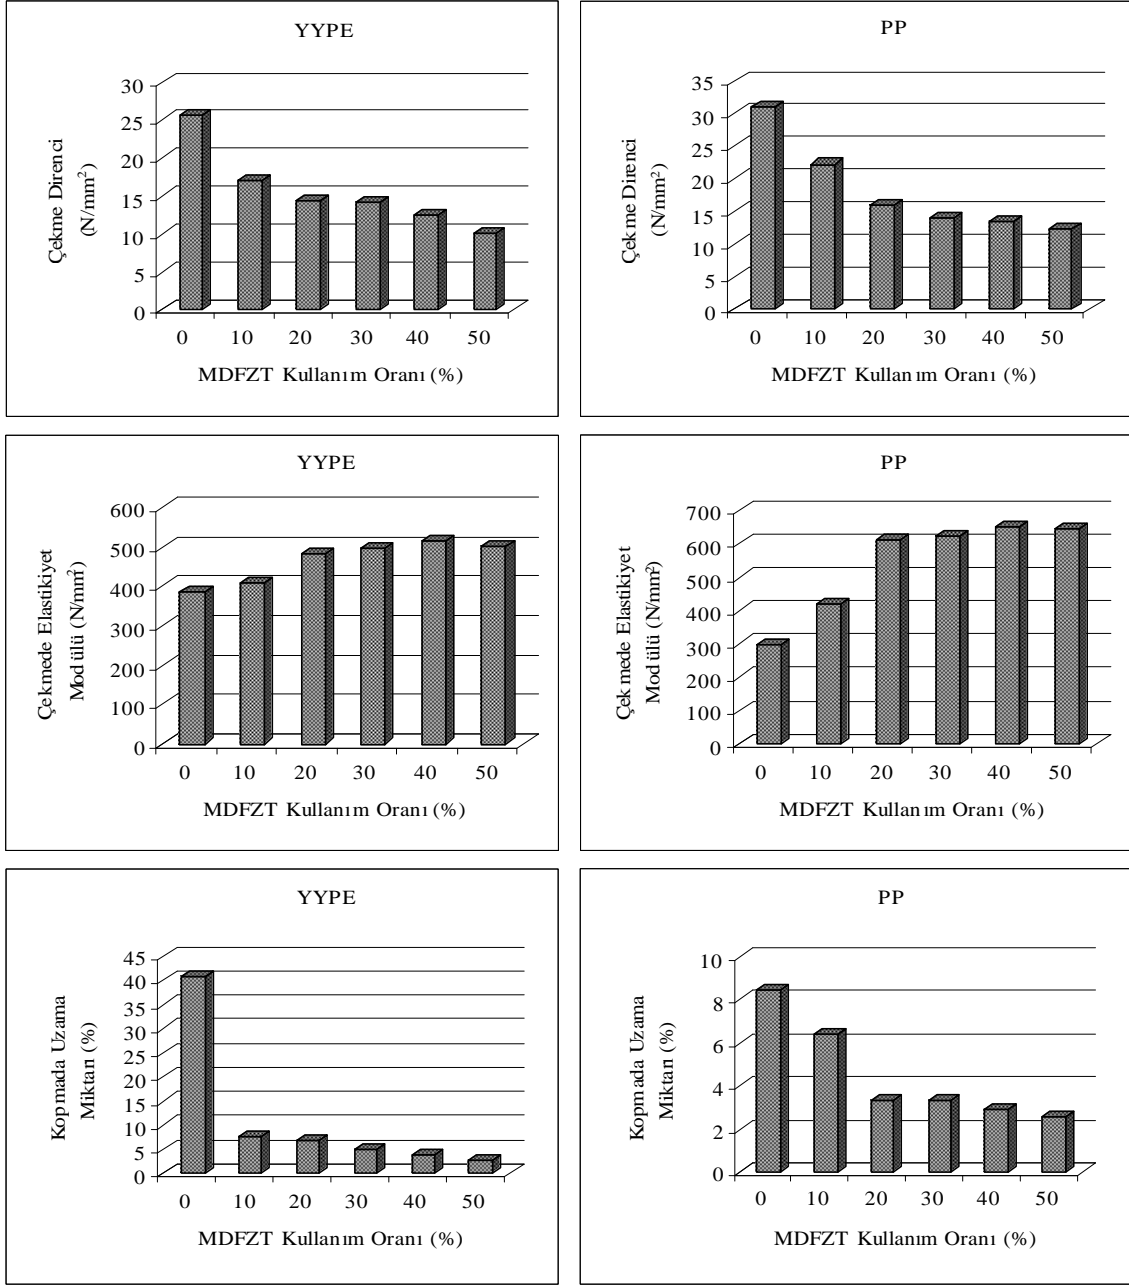 YYPE
Çekme Direnci
(N/mm²)
30
25
20
15
10
5
0
0 10 20 30 40 50
MDFZT Kullanım Oranı (%)
PP
Çekme Direnci
(N/mm²)
35
30
25
20
15
10
5
0
0 10 20 30 40 50
MDFZT Kullanım Oranı (%)
YYPE
Çekmede Elastikiyet
Modülü (N/mm²)
600
500
400
300
200
100
0
0 10 20 30 40 50
MDFZT Kullanım Oranı (%)
PP
Çekmede Elastikiyet
Modülü (N/mm²)
700
600
500
400
300
200
100
0
0 10 20 30 40 50
MDFZT Kullanım Oranı (%)
YYPE
Kopmada Uzama
Miktarı (%)
45
40
35
30
25
20
15
10
5
0
0 10 20 30 40 50
MDFZT Kullanım Oranı (%)
PP
Kopmada Uzama
Miktarı (%)
10
8
6
4
2
0
0 10 20 30 40 50
MDFZT Kullanım Oranı (%)